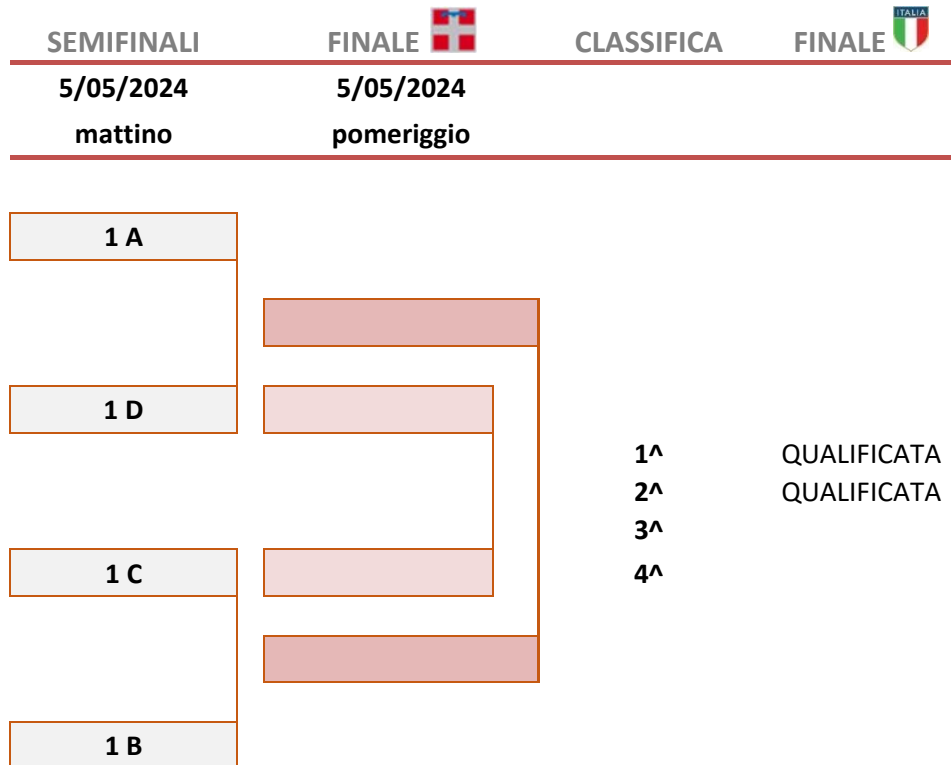 SEMIFINALI FINALE CLASSIFICA FINALE ITALIA
5/05/2024 5/05/2024
mattino pomeriggio
1 A
1 D
1^ QUALIFICATA
2^ QUALIFICATA
3^
1 C 4^
1 B